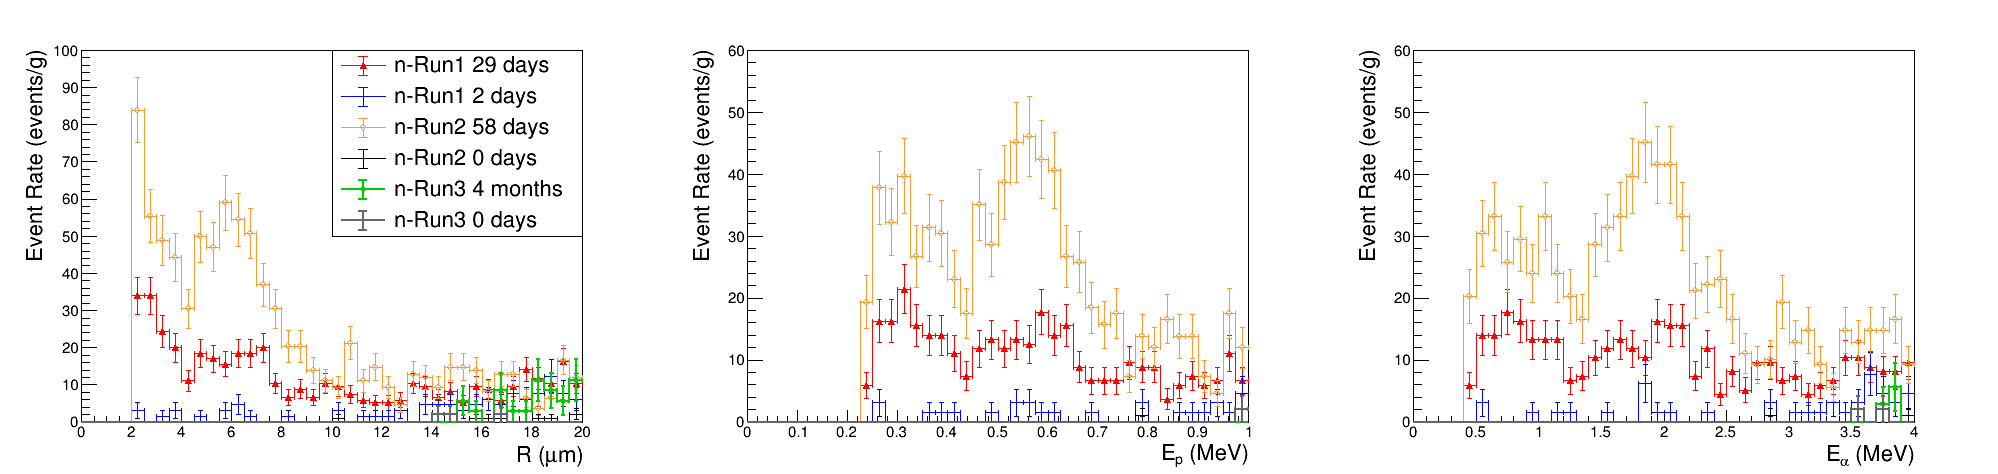 Event Rate (events/g)
100
90
80
70
60
50
40
30
20
10
0
0 2 4 6 8 10 12 14 16 18 20
R (μm)
n-Run1 29 days
n-Run1 2 days
n-Run2 58 days
n-Run2 0 days
n-Run3 4 months
n-Run3 0 days
Event Rate (events/g)
60
50
40
30
20
10
0
0 0.1 0.2 0.3 0.4 0.5 0.6 0.7 0.8 0.9 1
Ep (MeV)
Event Rate (events/g)
60
50
40
30
20
10
0
0 0.5 1 1.5 2 2.5 3 3.5 4
Eα (MeV)